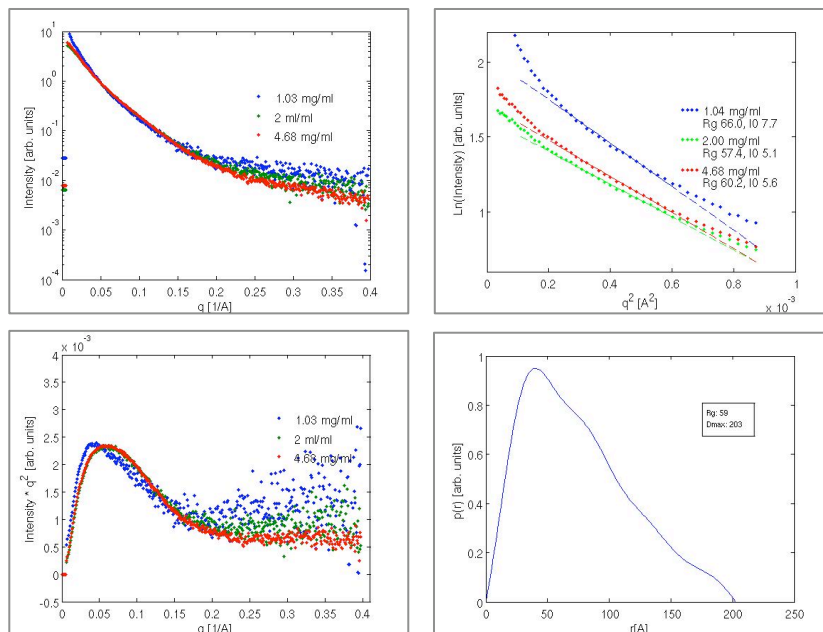 10^1
10^0
10^-1
10^-2
10^-3
10^-4
Intensity [arb. units]
1.03 mg/ml
2 ml/ml
4.68 mg/ml
0 0.05 0.1 0.15 0.2 0.25 0.3 0.35 0.4
q [1/A]
2
1.5
1
Ln(Intensity) [arb. units]
1.04 mg/ml
Rg 66.0, I0 7.7
2.00 mg/ml
Rg 57.4, I0 5.1
4.68 mg/ml
Rg 60.2, I0 5.6
0 0.2 0.4 0.6 0.8 1
q² [A²]
x 10^-3
x 10^-3
4
3.5
3
2.5
2
1.5
1
0.5
0
-0.5
Intensity * q² [arb. units]
1.03 mg/ml
2 ml/ml
4.68 mg/ml
0 0.05 0.1 0.15 0.2 0.25 0.3 0.35 0.4
q [1/A]
1
0.8
0.6
0.4
0.2
0
p(r) [arb. units]
Rg: 59
Dmax: 203
0 50 100 150 200 250
r[A]